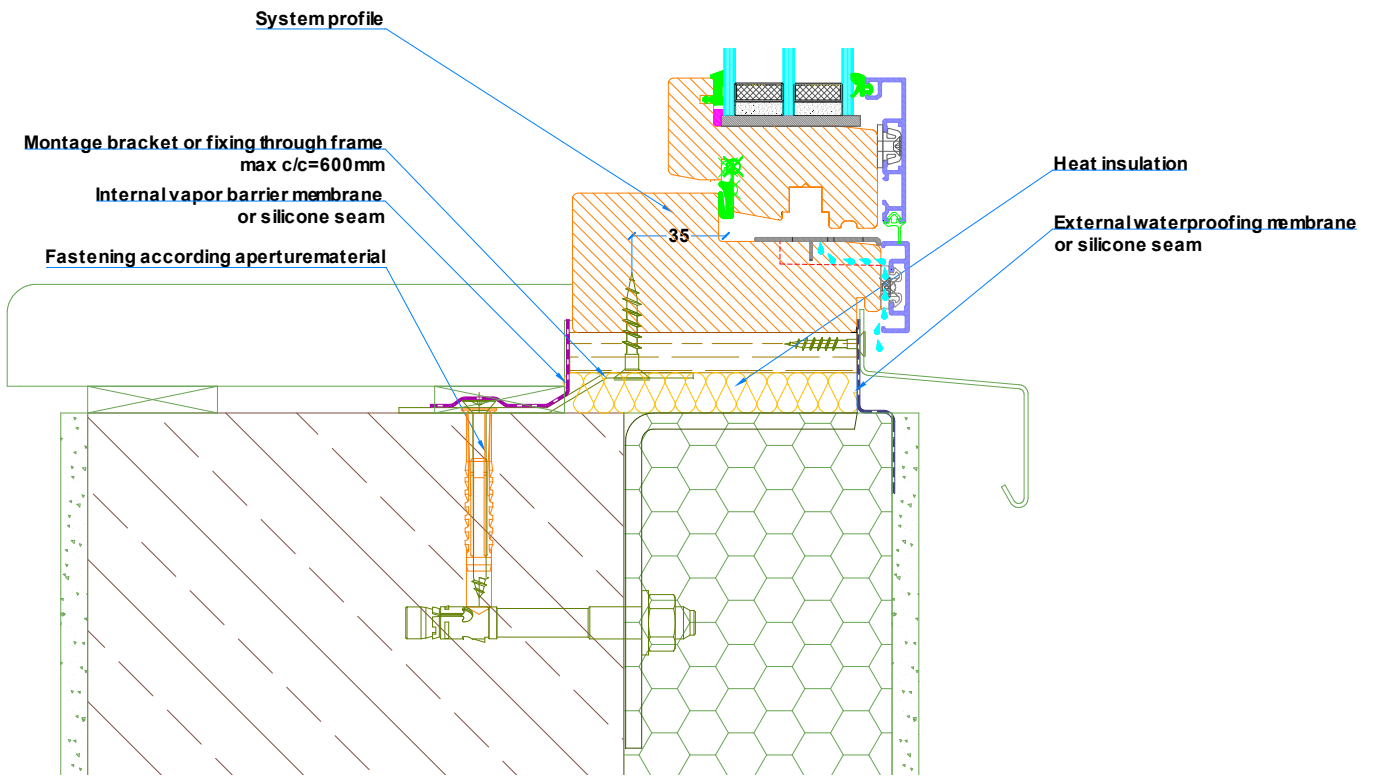 System profile
Montage bracket or fixing through frame
max c/c=600mm
Internal vapor barrier membrane
or silicone seam
Fastening according aperturematerial
35
Heat insulation
External waterproofing membrane
or silicone seam